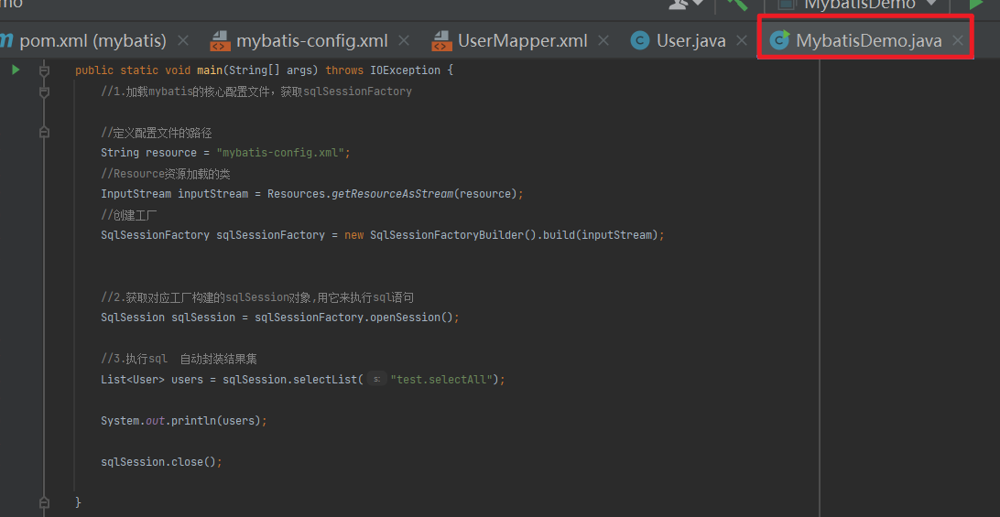 mo
MybatisDemo
m pom.xml (mybatis)
mybatis-config.xml
UserMapper.xml
C User.java
C MybatisDemo.java
public static void main(String[] args) throws IOException {
//1.加载mybatis的核心配置文件，获取sqlSessionFactory
//定义配置文件的路径
String resource = "mybatis-config.xml";
//Resource资源加载的类
InputStream inputStream = Resources.getResourceAsStream(resource);
//创建工厂
SqlSessionFactory sqlSessionFactory = new SqlSessionFactoryBuilder().build(inputStream);
//2.获取对应工厂构建的sqlSession对象,用它来执行sql语句
SqlSession sqlSession = sqlSessionFactory.openSession();
//3.执行sql  自动封装结果集
List<User> users = sqlSession.selectList( s: "test.selectAll");
System.out.println(users);
sqlSession.close();
}